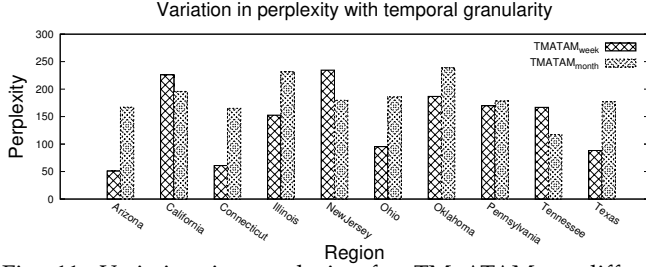 Variation in perplexity with temporal granularity
300
250
200
150
100
50
0
Perplexity
TMATAMweek
TMATAMmonth
Arizona
California
Connecticut
Illinois
NewJersey
Ohio
Oklahoma
Pennsylvania
Tennessee
Texas
Region